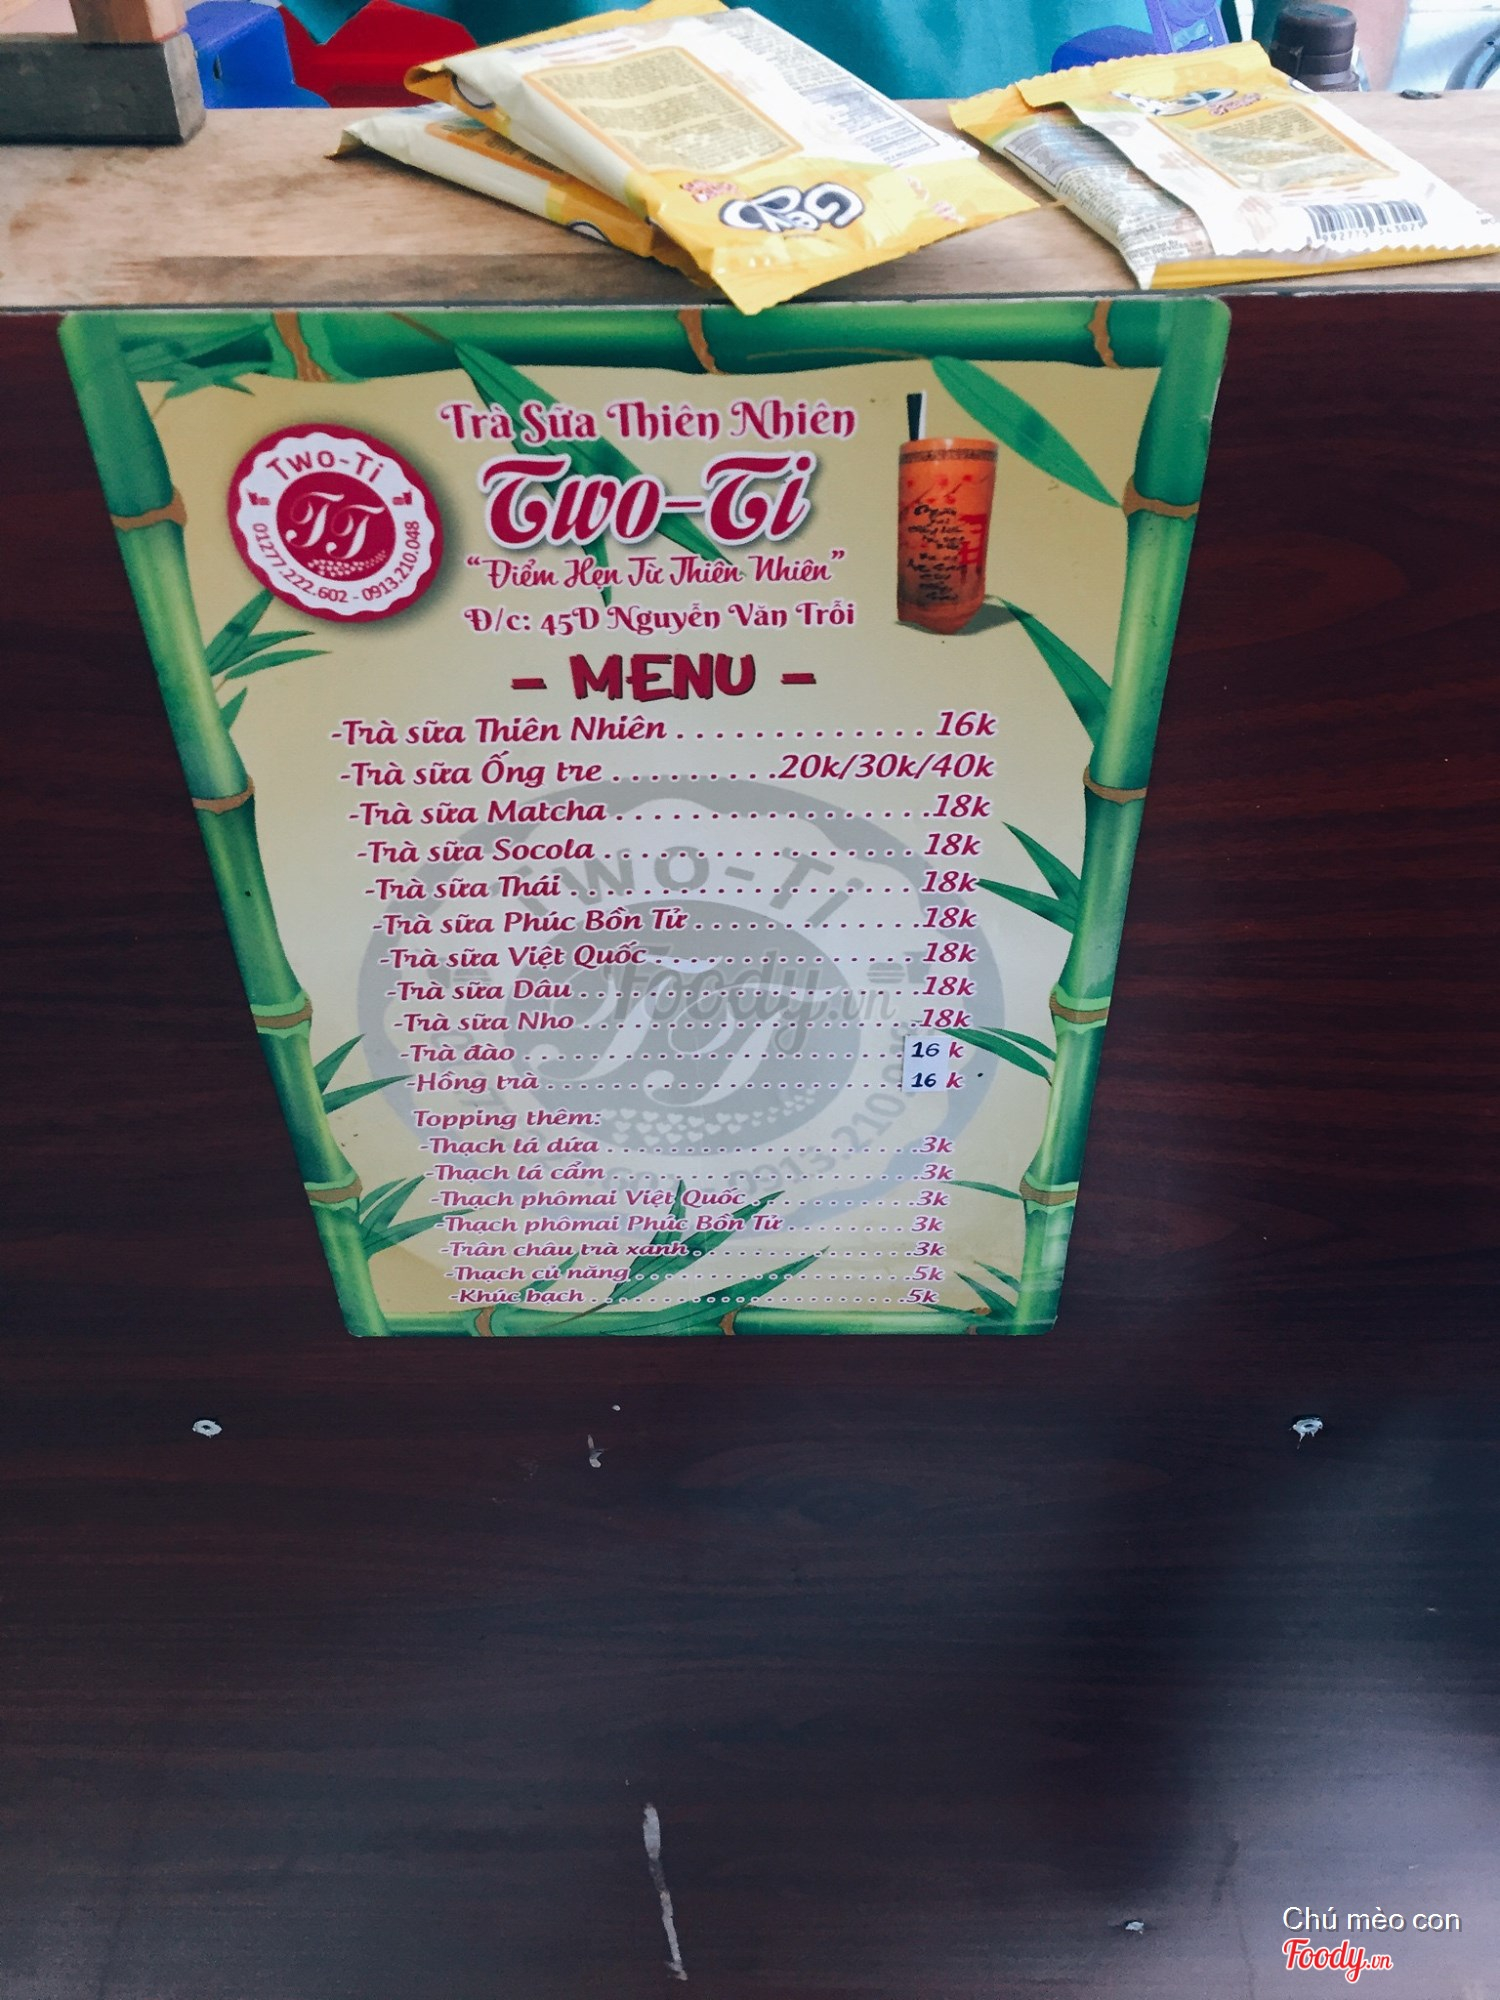 Gery
Trà Sữa Thiên Nhiên
Two-Ti
"Điểm Hẹn Từ Thiên Nhiên"
Đ/c: 45D Nguyễn Văn Trỗi
TWO-Ti
TT
01277.222.602 - 0913.210.048
- MENU -
-Trà sữa Thiên Nhiên . . . . . . . . . . . . . 16k
-Trà sữa Ống tre . . . . . . . . . .20k/30k/40k
-Trà sữa Matcha . . . . . . . . . . . . . . . . .18k
-Trà sữa Socola . . . . . . . . . . . . . . . . . 18k
-Trà sữa Thái . . . . . . . . . . . . . . . . . . . 18k
-Trà sữa Phúc Bồn Tử . . . . . . . . . . . . .18k
-Trà sữa Việt Quốc . . . . . . . . . . . . . . . 18k
-Trà sữa Dâu . . . . . . . . . . . . . . . . . . . .18k
-Trà sữa Nho . . . . . . . . . . . . . . . . . . . .18k
-Trà đào . . . . . . . . . . . . . . . . . . . . . . . 16 k
-Hồng trà . . . . . . . . . . . . . . . . . . . . . . 16 k
Topping thêm:
-Thạch lá dứa . . . . . . . . . . . . . . . . . . .3k
-Thạch lá cẩm . . . . . . . . . . . . . . . . . . .3k
-Thạch phômai Việt Quốc . . . . . . . . . . .3k
-Thạch phômai Phúc Bồn Tử . . . . . . . . 3k
-Trân châu trà xanh . . . . . . . . . . . . . . .3k
-Thạch củ năng . . . . . . . . . . . . . . . . . . .5k
-Khúc bạch . . . . . . . . . . . . . . . . . . . . .5k
Foody.vn
Chú mèo con
Foody.vn